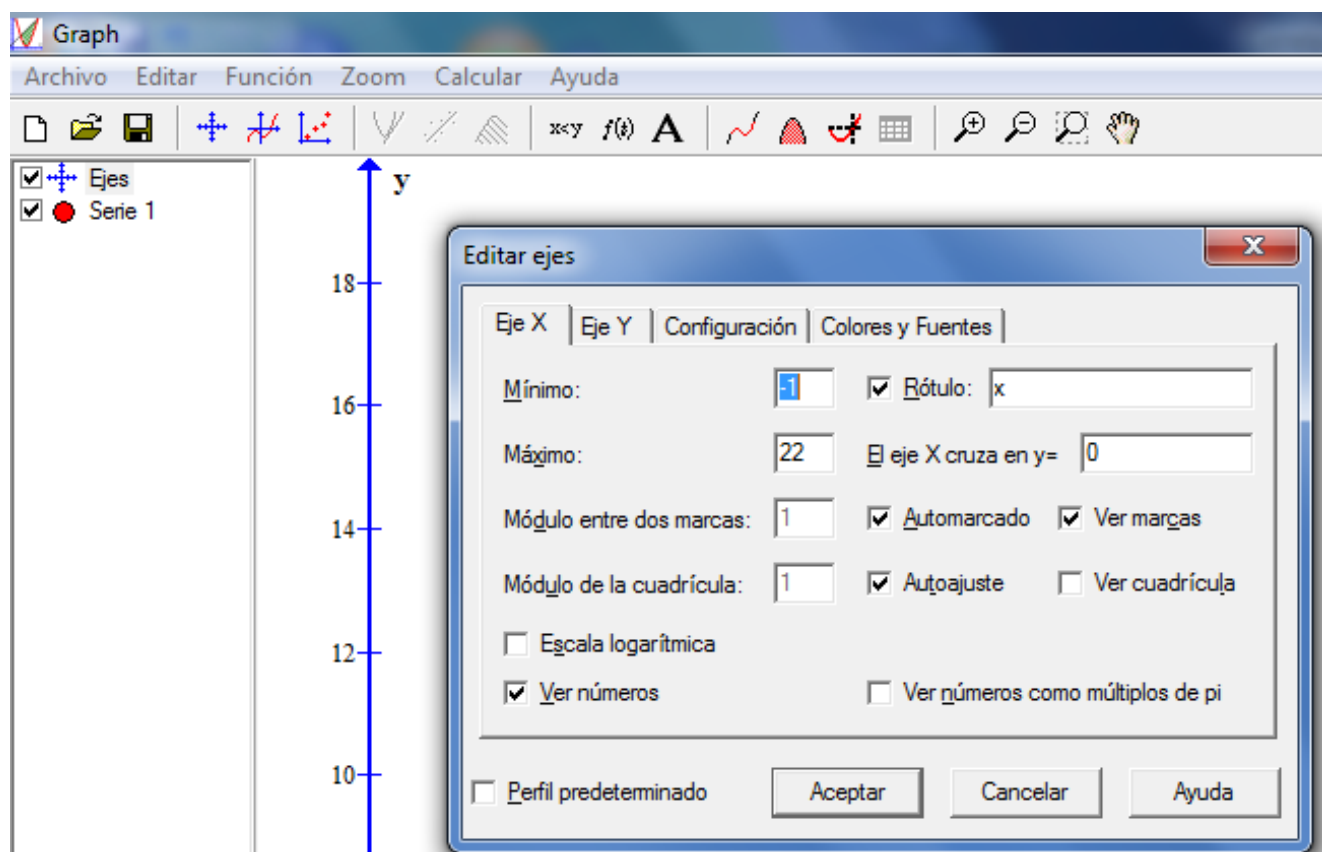 Graph
Archivo Editar Función Zoom Calcular Ayuda
x<y f(t) A
Ejes
Serie 1
y
18
16
14
12
10
Editar ejes
Eje X Eje Y Configuración Colores y Fuentes
Mínimo: -1 Rótulo: x
Máximo: 22 El eje X cruza en y= 0
Módulo entre dos marcas: 1 Automarcado Ver marcas
Módulo de la cuadrícula: 1 Autoajuste Ver cuadrícula
Escala logarítmica
Ver números Ver números como múltiplos de pi
Perfil predeterminado Aceptar Cancelar Ayuda